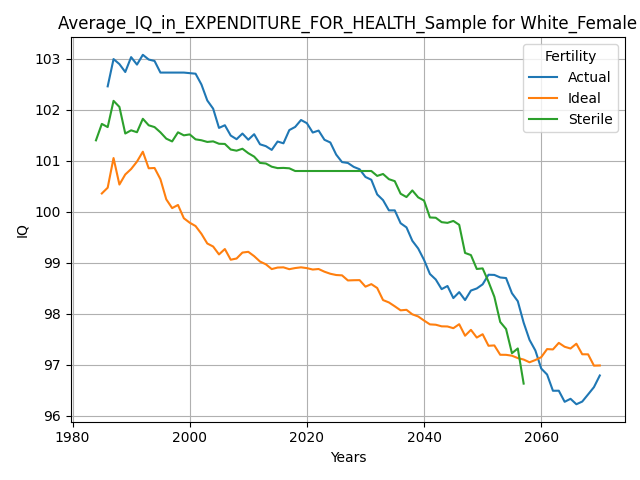 Average_IQ_in_EXPENDITURE_FOR_HEALTH_Sample for White_Female
103
102
101
100
99
98
97
96
IQ
Fertility
Actual
Ideal
Sterile
1980
2000
2020
2040
2060
Years